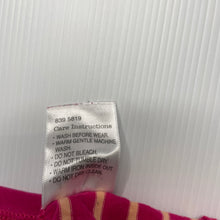 839 5819
Care Instructions
- WASH BEFORE WEAR.
- WARM GENTLE MACHINE
WASH.
- DO NOT BLEACH.
- DO NOT TUMBLE DRY
- WARM IRON INSIDE OUT
- DO NOT DRY CLEAN.